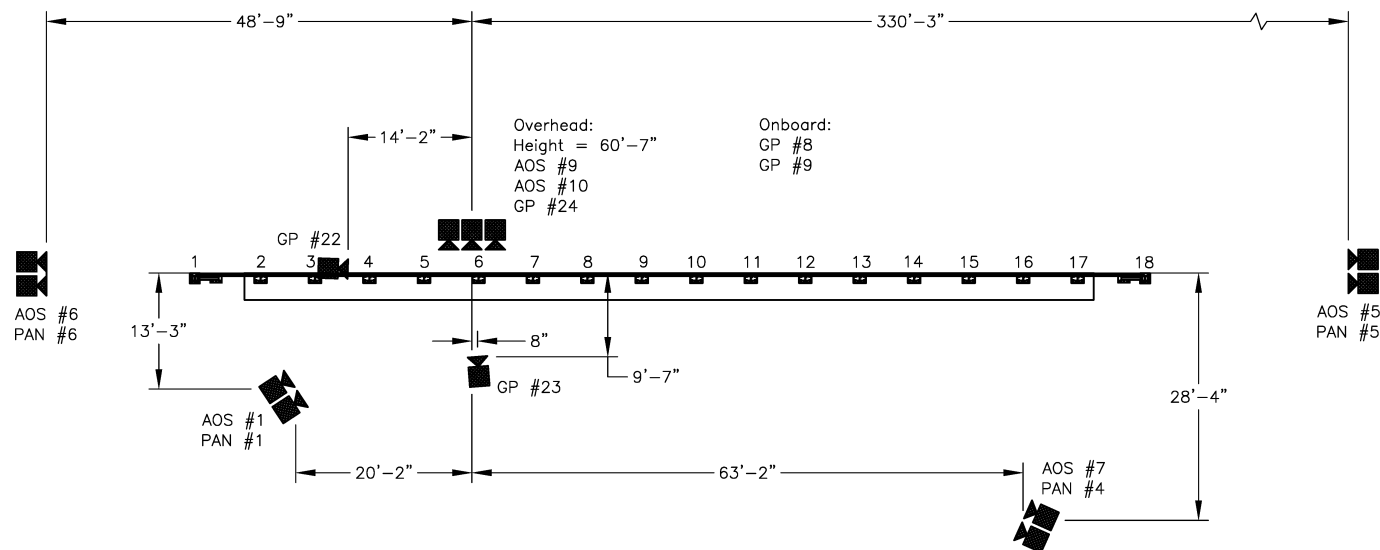 48'-9"
330'-3"
14'-2"
Overhead:
Height = 60'-7"
AOS #9
AOS #10
GP #24
Onboard:
GP #8
GP #9
GP #22
1 2 3 4 5 6 7 8 9 10 11 12 13 14 15 16 17 18
AOS #6
PAN #6
AOS #5
PAN #5
13'-3"
8"
9'-7"
GP #23
28'-4"
AOS #1
PAN #1
20'-2"
63'-2"
AOS #7
PAN #4